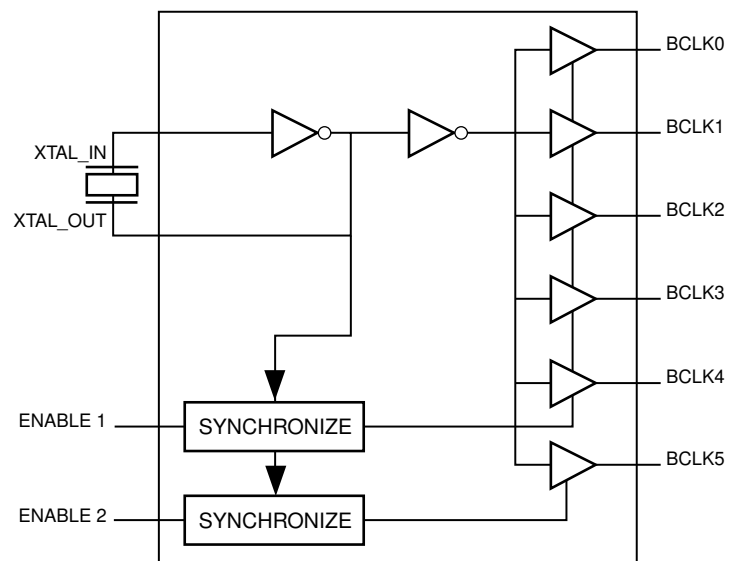 BCLK0
BCLK1
XTAL_IN
XTAL_OUT
BCLK2
BCLK3
BCLK4
ENABLE 1
SYNCHRONIZE
BCLK5
ENABLE 2
SYNCHRONIZE